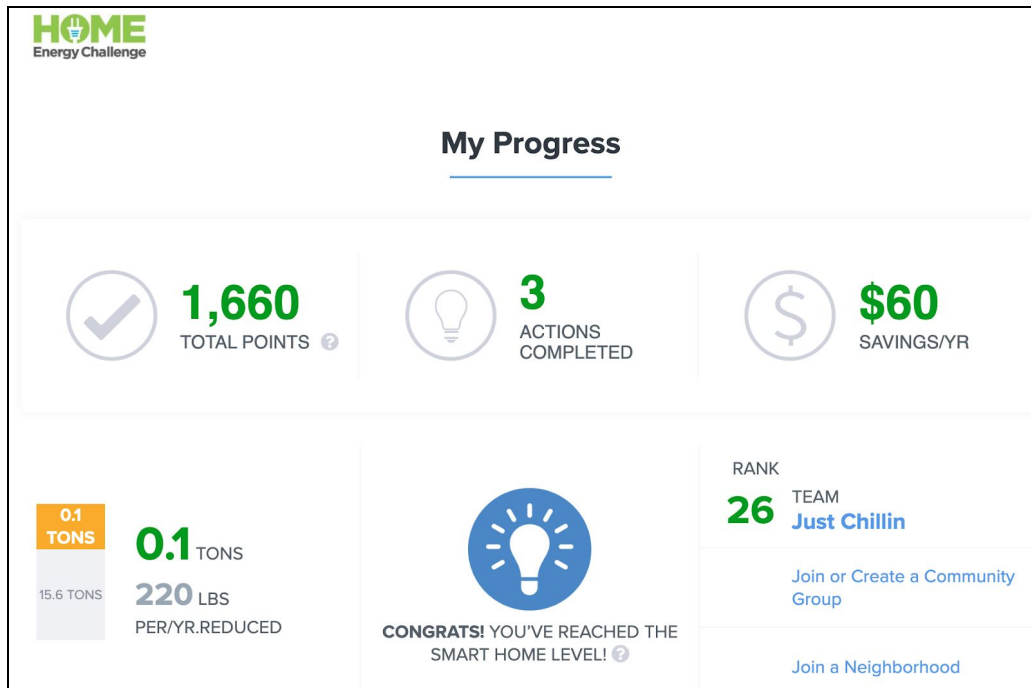 HOME
Energy Challenge
My Progress
1,660
TOTAL POINTS ?
3
ACTIONS
COMPLETED
$
$60
SAVINGS/YR
0.1
TONS
15.6 TONS
0.1 TONS
220 LBS
PER/YR.REDUCED
CONGRATS! YOU'VE REACHED THE
SMART HOME LEVEL! ?
RANK
26
TEAM
Just Chillin
Join or Create a Community
Group
Join a Neighborhood